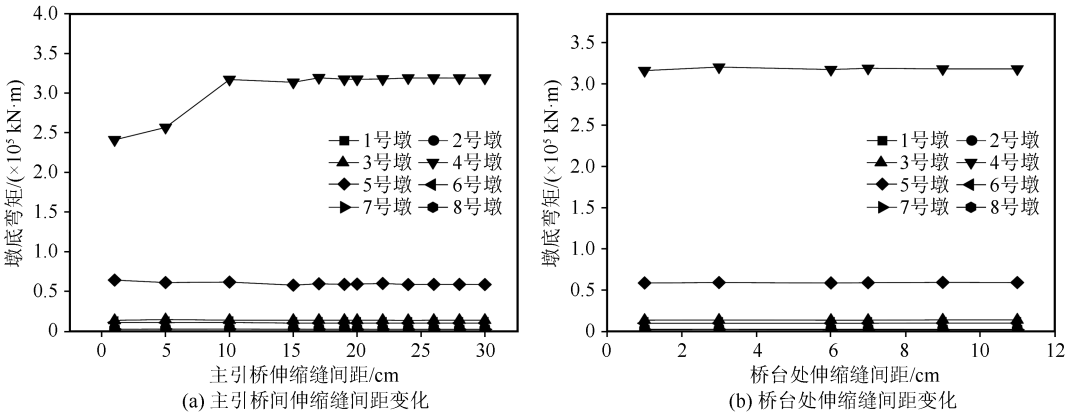 4.0
3.5
3.0
2.5
2.0
1.5
1.0
0.5
0
墩底弯矩/(×10⁵ kN·m)
1号墩 2号墩
3号墩 4号墩
5号墩 6号墩
7号墩 8号墩
0 5 10 15 20 25 30
主引桥伸缩缝间距/cm
(a) 主引桥间伸缩缝间距变化
3.5
3.0
2.5
2.0
1.5
1.0
0.5
0
墩底弯矩/(×10⁵ kN·m)
1号墩 2号墩
3号墩 4号墩
5号墩 6号墩
7号墩 8号墩
0 2 4 6 8 10 12
桥台处伸缩缝间距/cm
(b) 桥台处伸缩缝间距变化